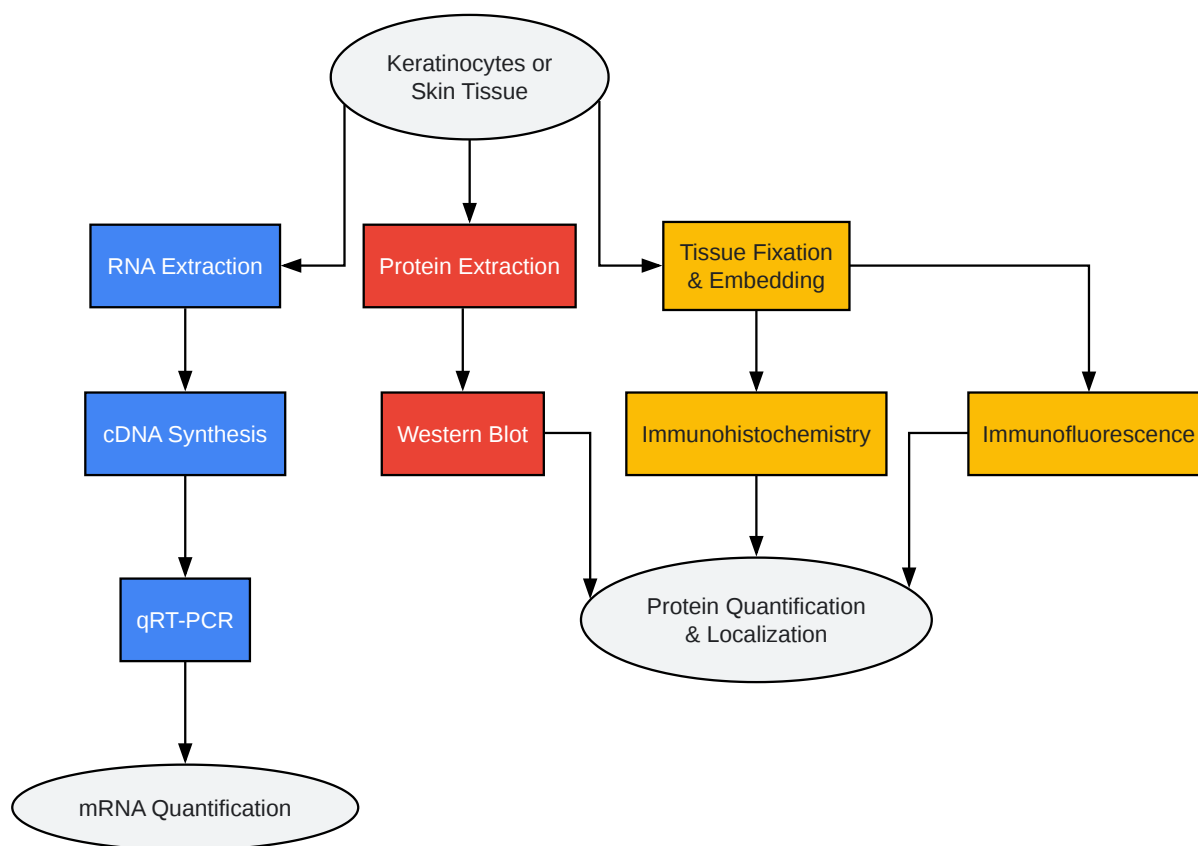 Keratinocytes or
Skin Tissue
RNA Extraction
Protein Extraction
Tissue Fixation
& Embedding
cDNA Synthesis
Western Blot
Immunohistochemistry
Immunofluorescence
qRT-PCR
Protein Quantification
& Localization
mRNA Quantification